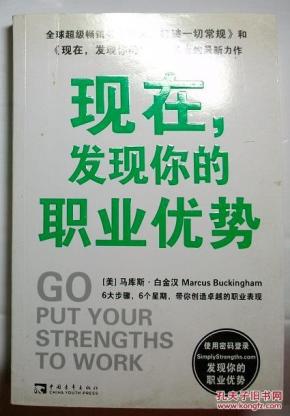 全球超级畅销书 打破一切常规》和
《现在，发现你的 最新力作
现在，
发现你的
职业优势
GO
PUT YOUR
STRENGTHS
TO WORK
［美］马库斯·白金汉 Marcus Buckingham
6大步骤，6个星期，带你创造卓越的职业表现
使用密码登录
SimplyStrengths.com
发现你的
职业优势
中国青年出版社
CHINA YOUTH PRESS
孔夫子旧书网